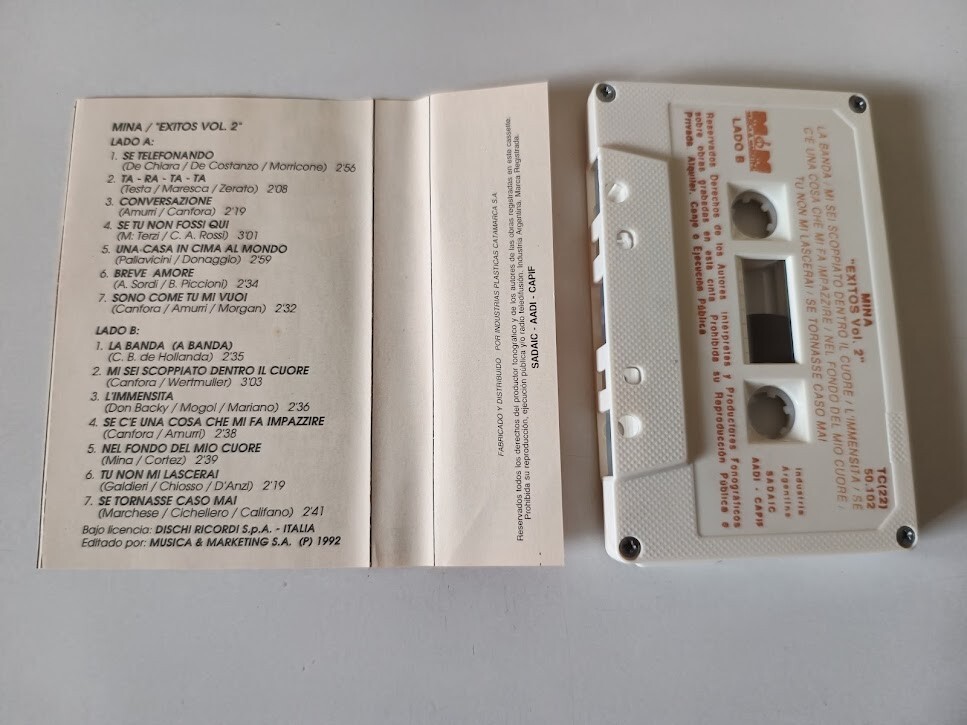 MINA / "EXITOS VOL. 2"
LADO A:
1. SE TELEFONANDO
(De Chiara / De Costanzo / Morricone) 2'56
2. TA - RA - TA - TA
(Testa / Maresca / Zerato) 2'08
3. CONVERSAZIONE
(Amurri / Canfora) 2'19
4. SE TU NON FOSSI QUI
(M. Terzi / C. A. Rossi) 3'01
5. UNA CASA IN CIMA AL MONDO
(Pallavicini / Donaggio) 2'59
6. BREVE AMORE
(A. Sordi / B. Piccioni) 2'34
7. SONO COME TU MI VUOI
(Canfora / Amurri / Morgan) 2'32
LADO B:
1. LA BANDA (A BANDA)
(C. B. de Hollanda) 2'35
2. MI SEI SCOPPIATO DENTRO IL CUORE
(Canfora / Wertmuller) 3'03
3. L'IMMENSITA
(Don Backy / Mogol / Mariano) 2'36
4. SE C'E UNA COSA CHE MI FA IMPAZZIRE
(Canfora / Amurri) 2'38
5. NEL FONDO DEL MIO CUORE
(Mina / Cortez) 2'39
6. TU NON MI LASCERAI
(Galdieri / Chiosso / D'Anzi) 2'19
7. SE TORNASSE CASO MAI
(Marchese / Cichellero / Califano) 2'41
Bajo licencia: DISCHI RICORDI S.p.A. - ITALIA
Editado por: MUSICA & MARKETING S.A. (P) 1992
FABRICADO Y DISTRIBUIDO POR INDUSTRIAS PLASTICAS CATAMARCA S.A.
Reservados todos los derechos del productor fonográfico y de los autores de las obras registradas en este cassette.
Prohibida su reproducción, ejecución pública y/o radio teledifusión. Industria Argentina. Marca Registrada.
SADAIC - AADI - CAPIF
MINA
"EXITOS Vol. 2"
LA BANDA / MI SEI SCOPPIATO DENTRO IL CUORE / L'IMMENSITA / SE
C'E UNA COSA CHE MI FA IMPAZZIRE / NEL FONDO DEL MIO CUORE /
TU NON MI LASCERAI / SE TORNASSE CASO MAI
M&M
LADO B
TC(22)
50.102
Industria
Argentina
SADAIC
AADI - CAPIF
Reservados Derechos de los Autores Interpretes y Productores Fonográficos
sobre obras grabadas en esta cinta Prohibida su Reproducción Pública o
Privada Alquiler, Canje o Ejecución Pública